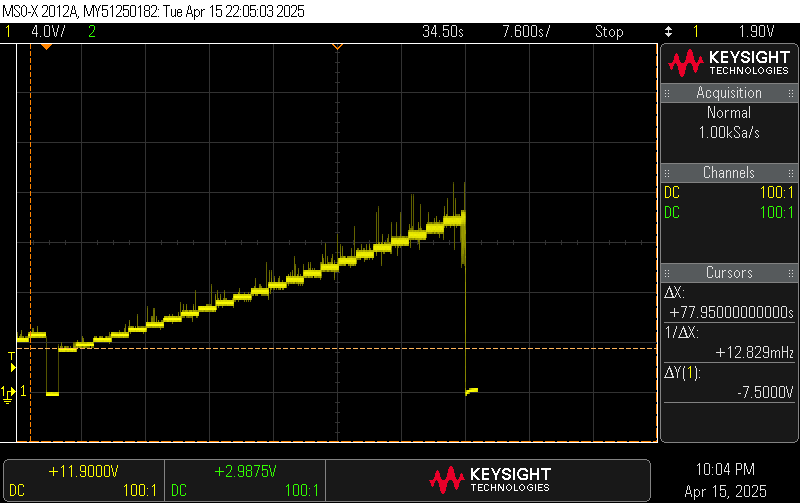 MSO-X 2012A, MY51250182: Tue Apr 15 22:05:03 2025
1 4.0V/ 2 34.50s 7.600s/ Stop 1 1.90V
KEYSIGHT
TECHNOLOGIES
Acquisition
Normal
1.00kSa/s
Channels
DC 100:1
DC 100:1
Cursors
ΔX:
+77.95000000000s
1/ΔX:
+12.829mHz
ΔY(1):
-7.5000V
T
1 1
+11.9000V +2.9875V
DC 100:1 DC 100:1
KEYSIGHT
TECHNOLOGIES
10:04 PM
Apr 15, 2025